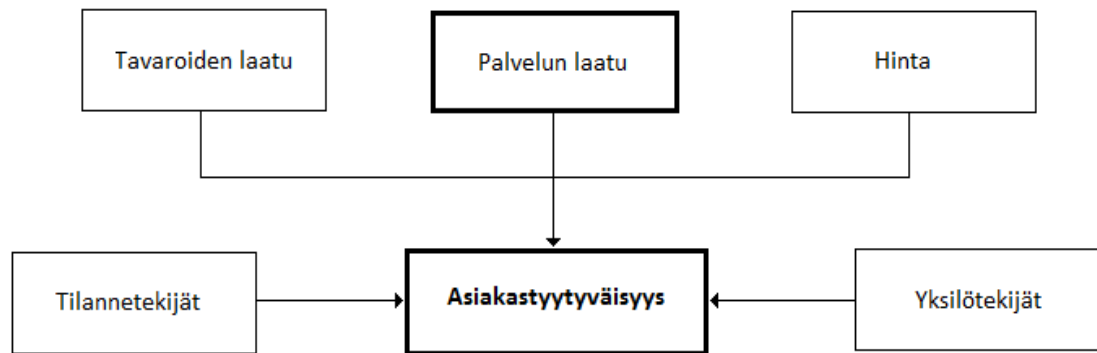 Tavaroiden laatu
Palvelun laatu
Hinta
Tilannetekijät
Asiakastyytyväisyys
Yksilötekijät